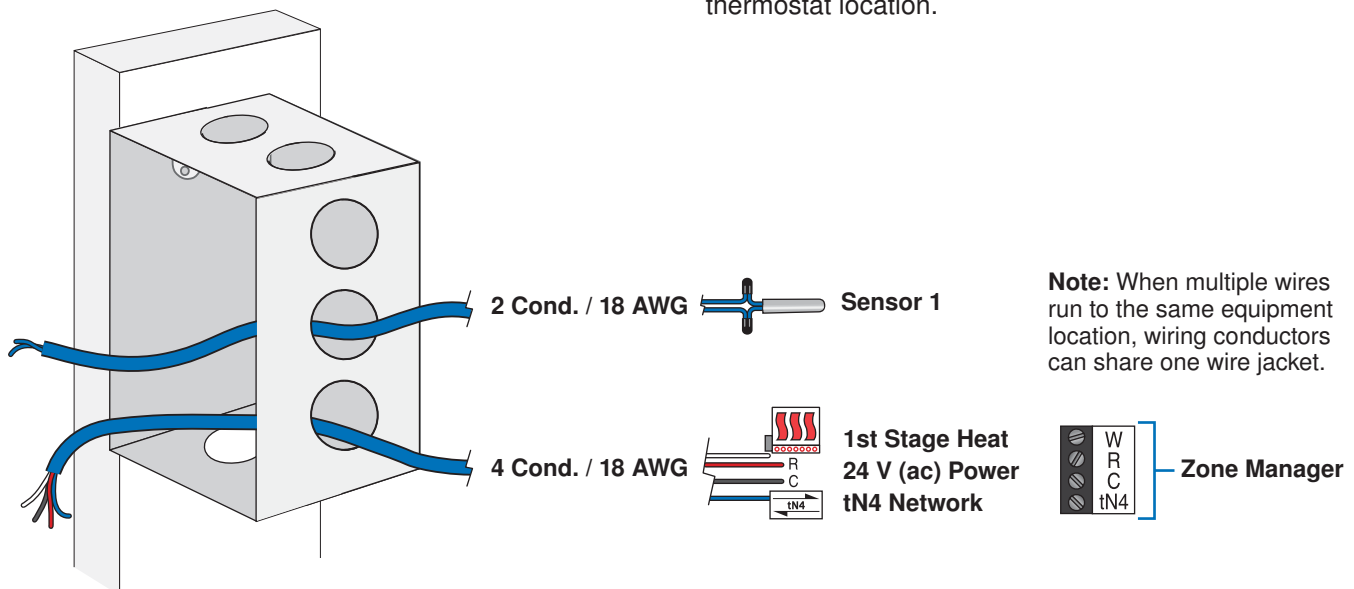 thermostat location.
2 Cond. / 18 AWG
Sensor 1
Note: When multiple wires
run to the same equipment
location, wiring conductors
can share one wire jacket.
4 Cond. / 18 AWG
R
C
tN4
1st Stage Heat
24 V (ac) Power
tN4 Network
W
R
C
tN4
Zone Manager